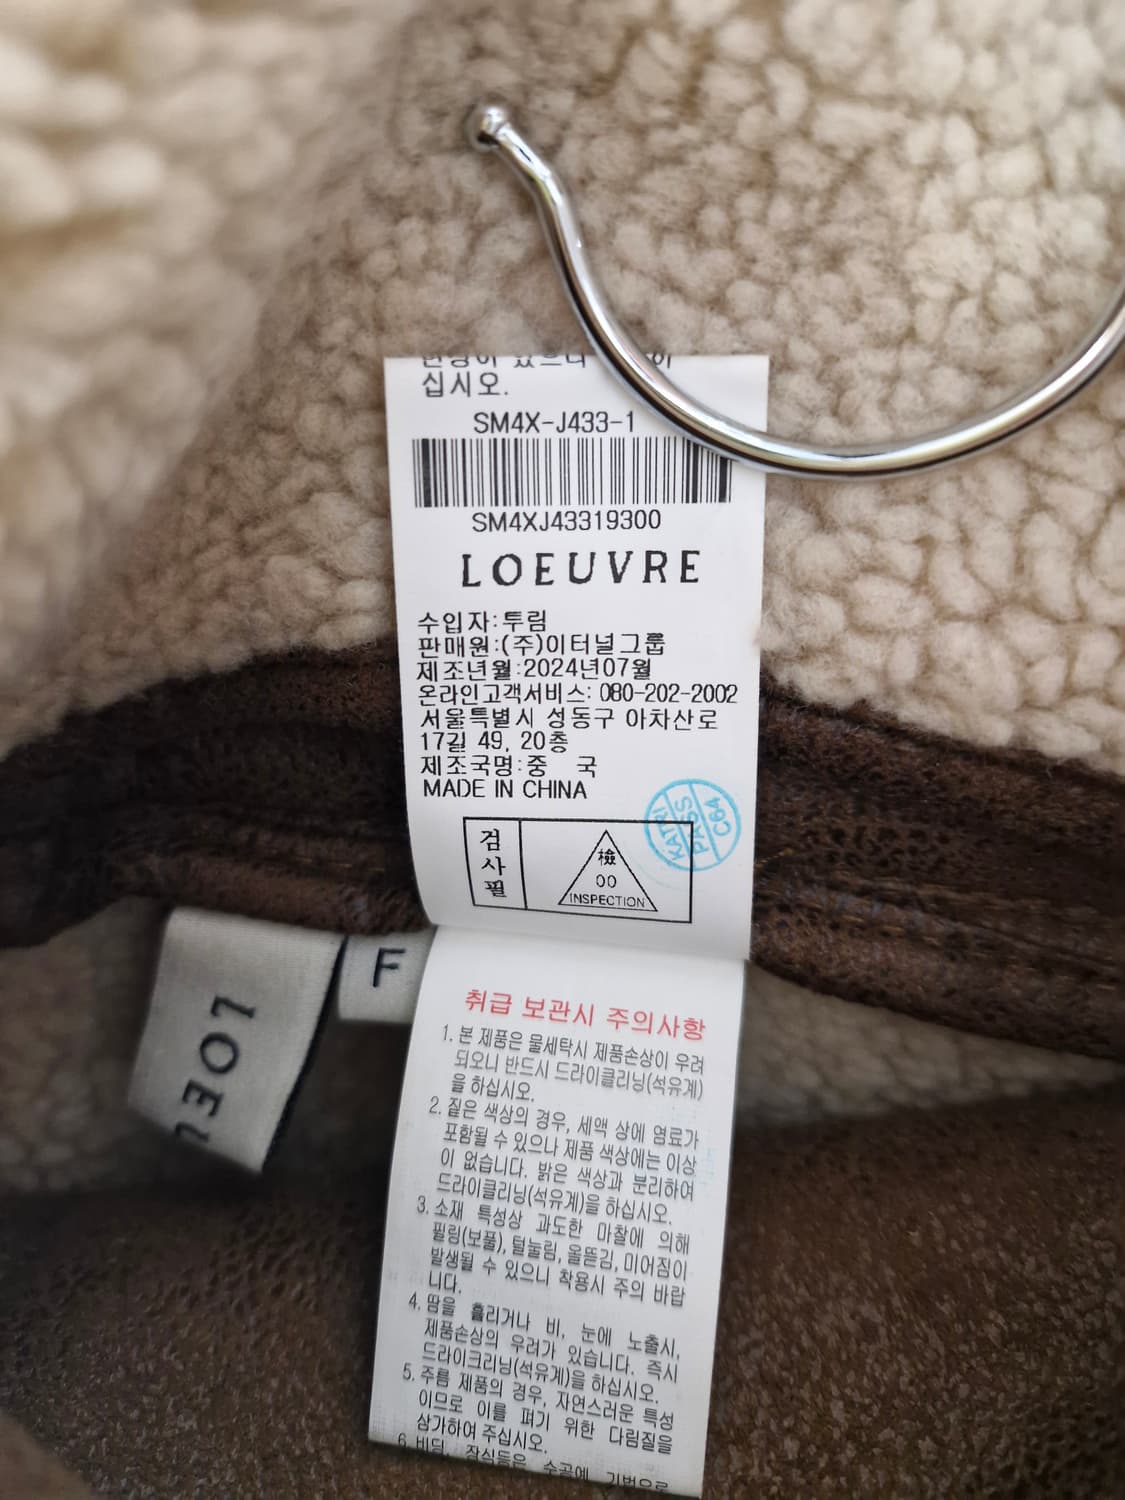 십시오.
SM4X-J433-1
SM4XJ43319300
LOEUVRE
수입자:투림
판매원:(주)이터널그룹
제조년월:2024년07월
온라인고객서비스: 080-202-2002
서울특별시 성동구 아차산로
17길 49, 20층
제조국명:중 국
MADE IN CHINA
검사필
檢
00
INSPECTION
KATRI
PASS
C64
F
LOEU
취급 보관시 주의사항
1. 본 제품은 물세탁시 제품손상이 우려
되오니 반드시 드라이클리닝(석유계)
을 하십시오.
2. 짙은 색상의 경우, 세액 상에 염료가
포함될 수 있으나 제품 색상에는 이상
이 없습니다. 밝은 색상과 분리하여
드라이클리닝(석유계)을 하십시오.
3. 소재 특성상 과도한 마찰에 의해
필링(보풀), 털눌림, 올뜯김, 미어짐이
발생될 수 있으니 착용시 주의 바랍
니다.
4. 땀을 흘리거나 비, 눈에 노출시,
제품손상의 우려가 있습니다. 즉시
드라이크리닝(석유계)을 하십시오.
5. 주름 제품의 경우, 자연스러운 특성
이므로 이를 펴기 위한 다림질을
삼가하여 주십시오.
6. 비딩 장식들은 수공예 기법으로